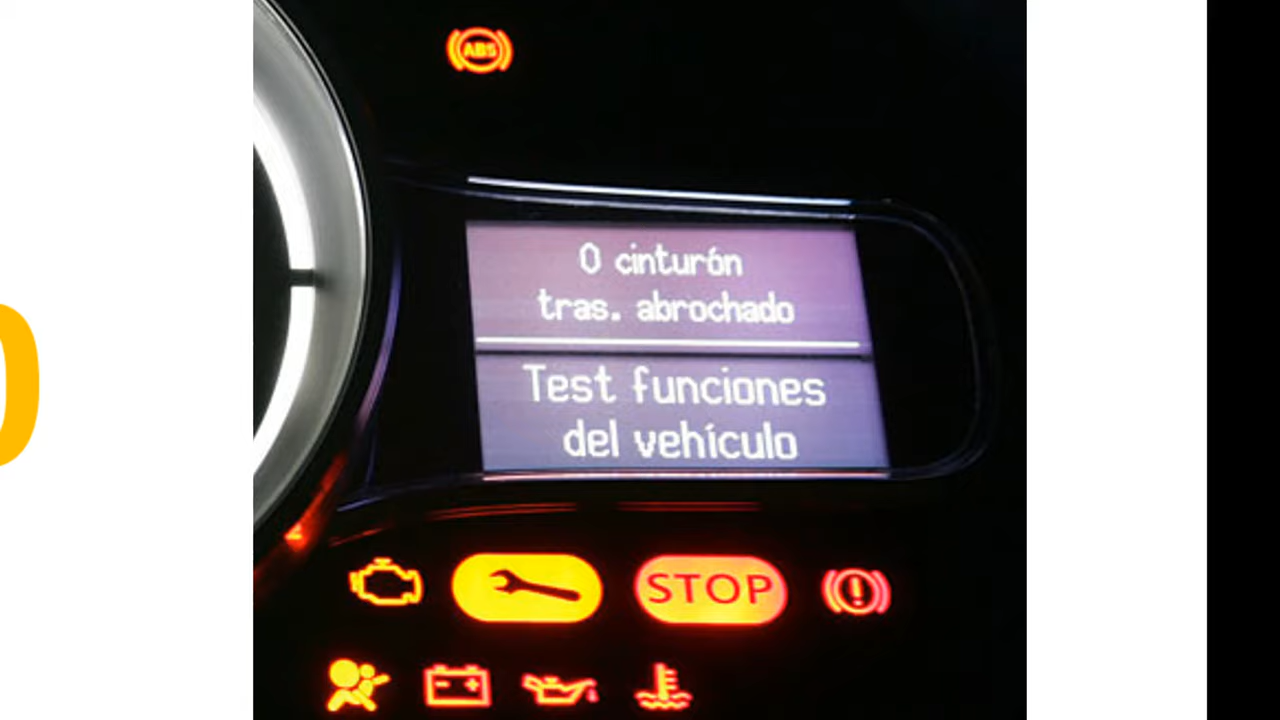 ABS
0 cinturón
tras. abrochado
Test funciones
del vehículo
STOP